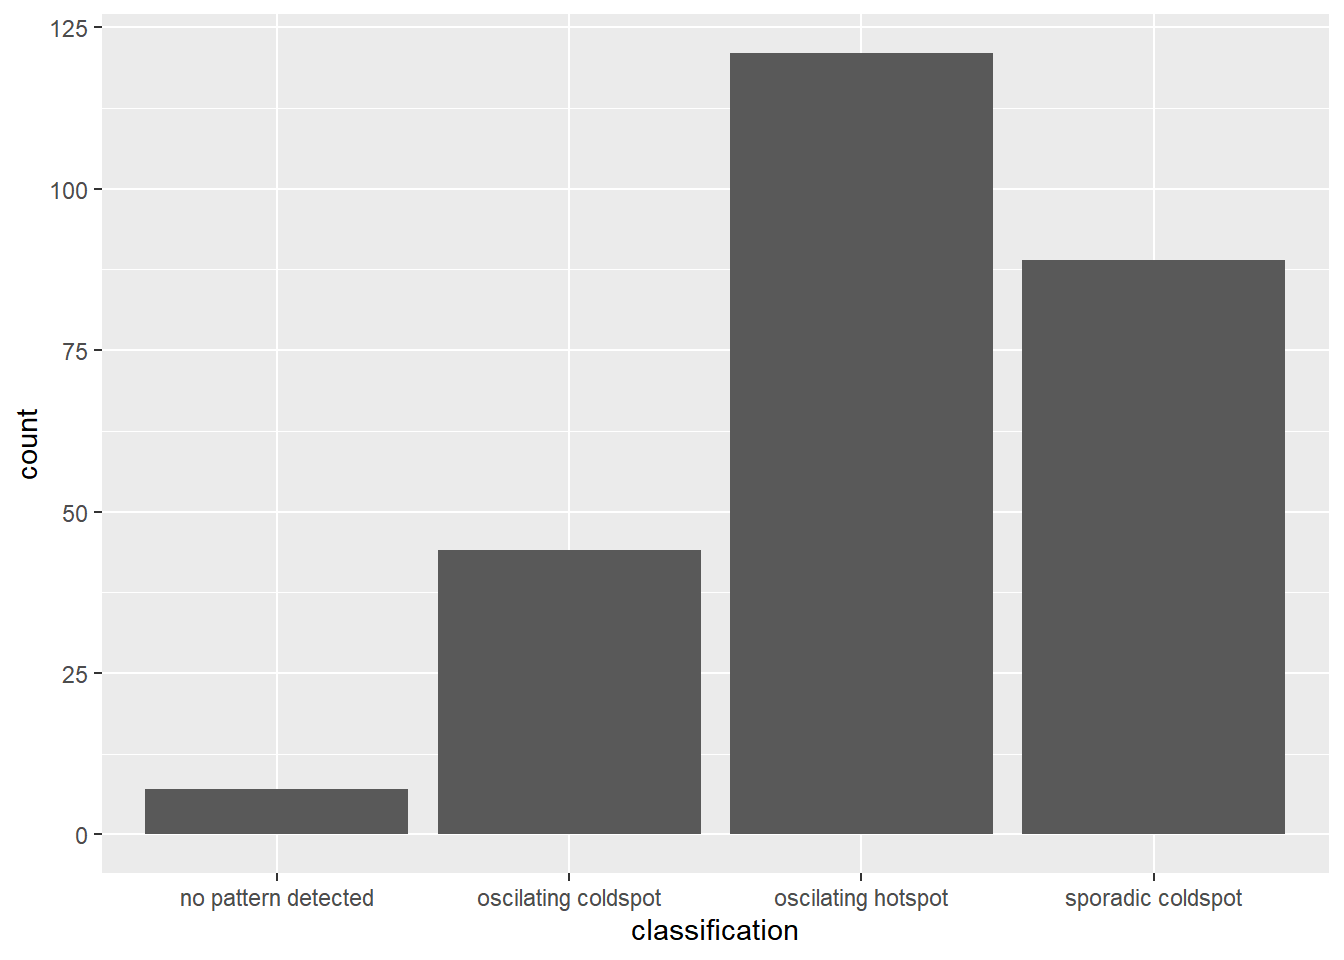 125
100
75
50
25
0
count
no pattern detected
oscilating coldspot
oscilating hotspot
sporadic coldspot
classification